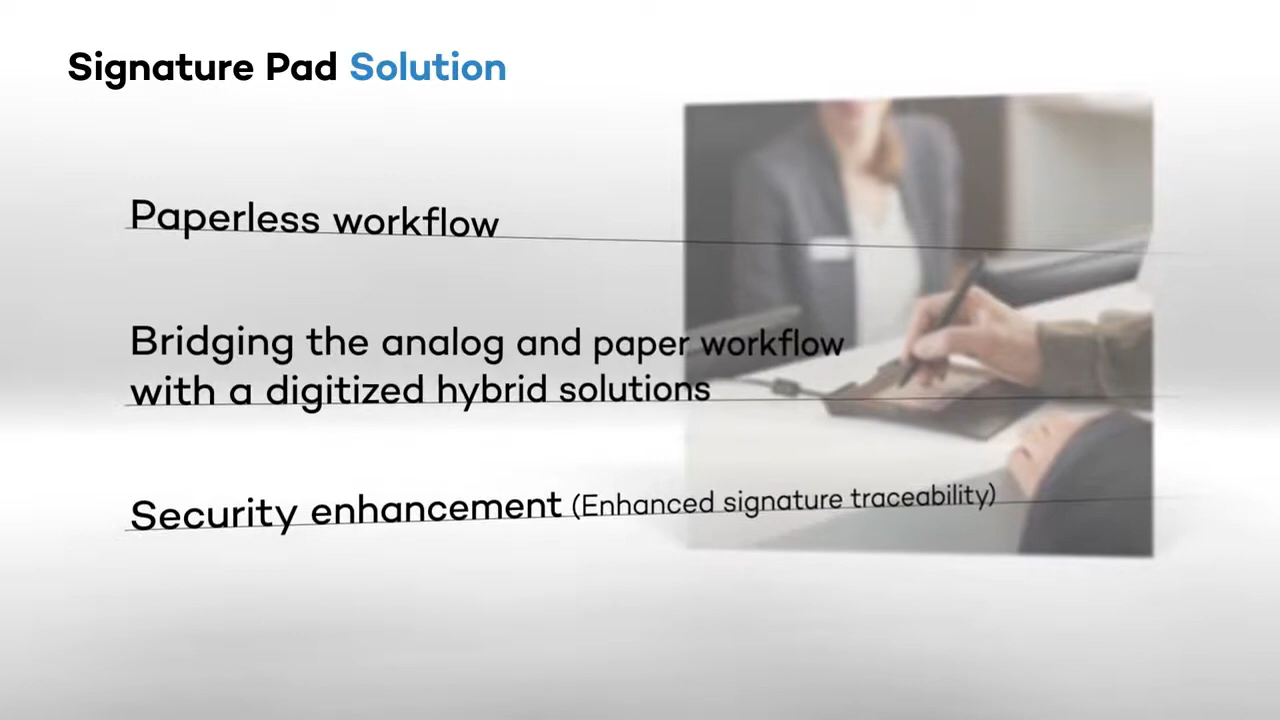 Signature Pad Solution
Paperless workflow
Bridging the analog and paper workflow
with a digitized hybrid solutions
Security enhancement (Enhanced signature traceability)